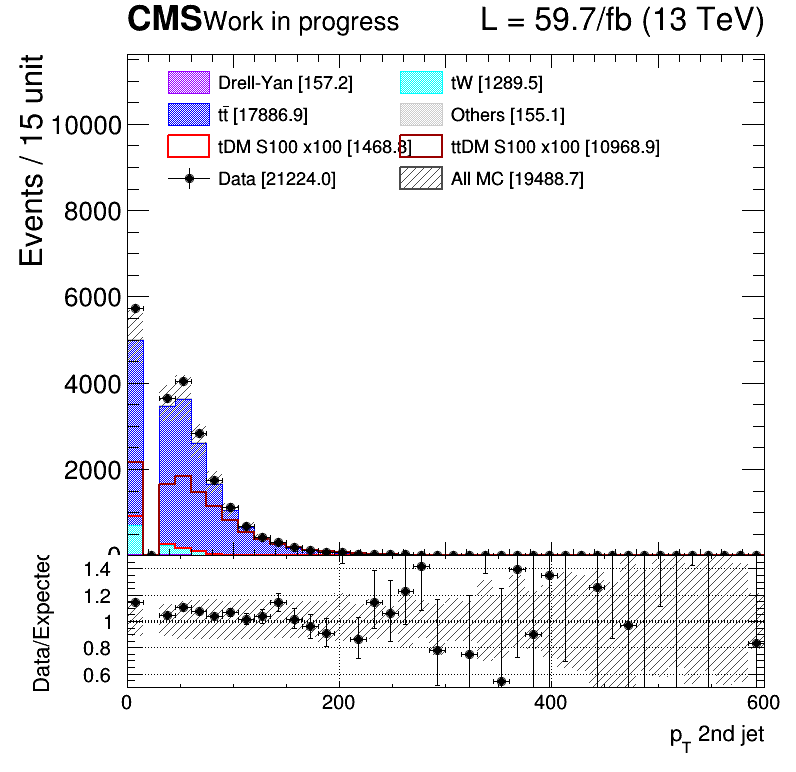 CMS Work in progress L = 59.7/fb (13 TeV)
Events / 15 unit
Drell-Yan [157.2] tW [1289.5]
tt̄ [17886.9] Others [155.1]
tDM S100 x100 [1468.8] ttDM S100 x100 [10968.9]
Data [21224.0] All MC [19488.7]
10000
8000
6000
4000
2000
0
Data/Expected
1.4
1.2
1
0.8
0.6
0 200 400 600
p_T 2nd jet